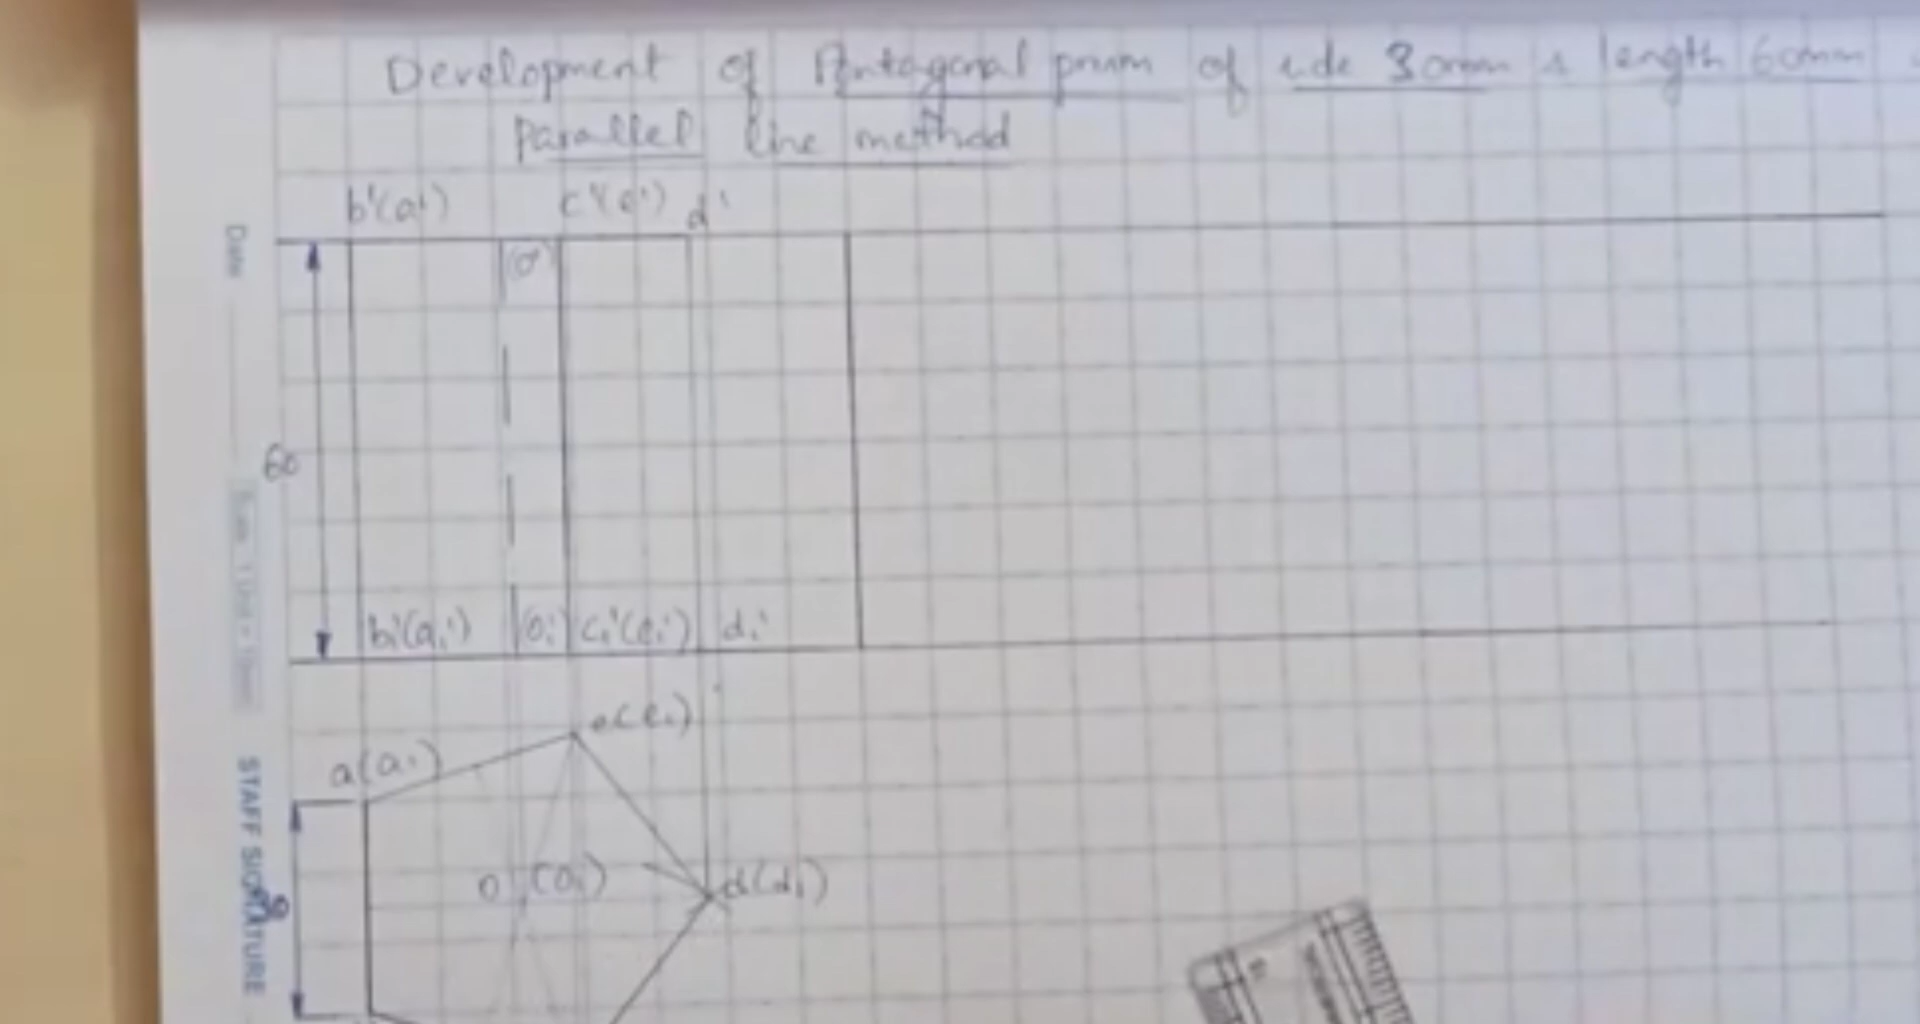 Development of Pentagonal prism of side 30mm & length 60mm
parallel line method
b'(a') c'(e') d'
(o')
60
b₁'(a₁') (o₁') c₁'(e₁') d₁'
e(e₁)
a(a₁)
o (o₁) d(d₁)
Date
STAFF SIGNATURE